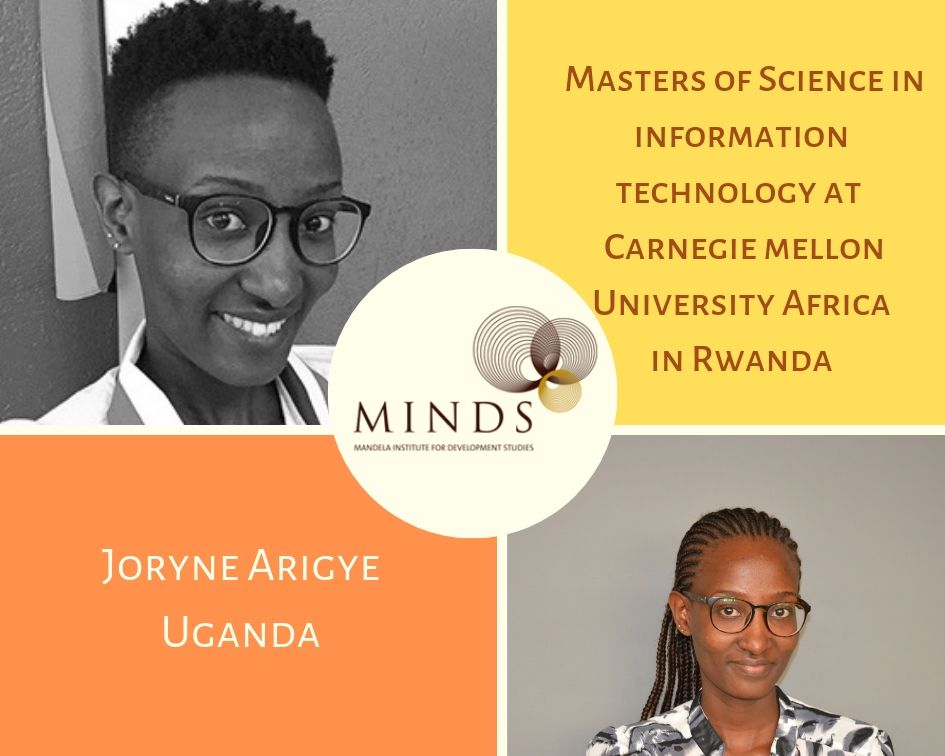 Masters of Science in
information
technology at
Carnegie mellon
University Africa
in Rwanda
MINDS
MANDELA INSTITUTE FOR DEVELOPMENT STUDIES
Joryne Arigye
Uganda